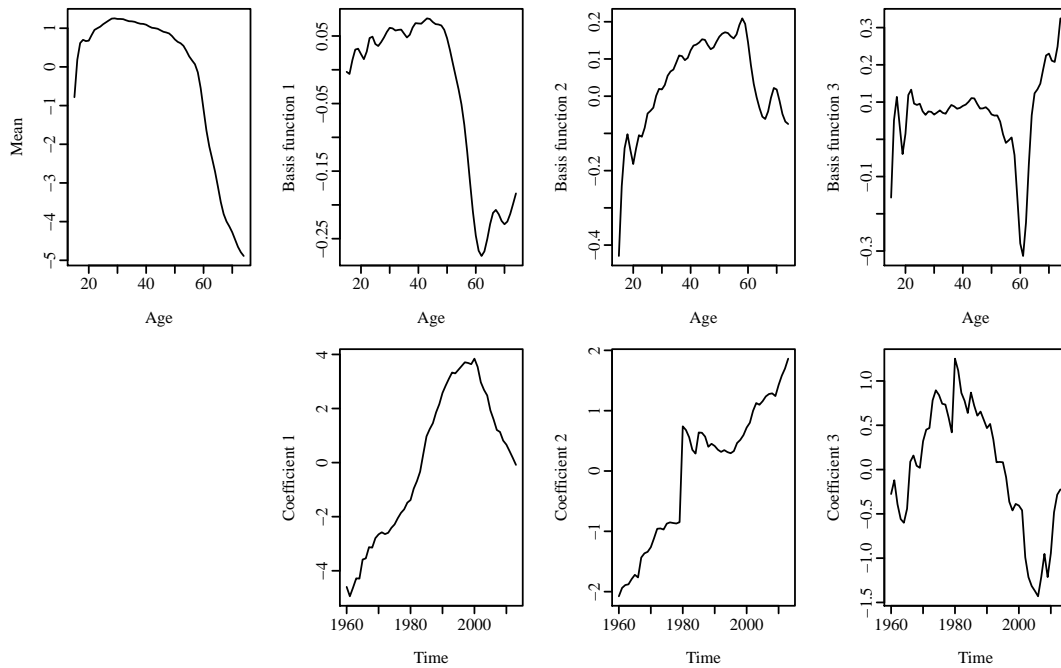 Mean
1
0
−1
−2
−3
−4
−5
20 40 60
Age
Basis function 1
0.05
−0.05
−0.15
−0.25
20 40 60
Age
Basis function 2
0.2
0.1
0.0
−0.2
−0.4
20 40 60
Age
Basis function 3
0.3
0.1
−0.1
−0.3
20 40 60
Age
Coefficient 1
4
2
0
−2
−4
1960 1980 2000
Time
Coefficient 2
2
1
0
−1
−2
1960 1980 2000
Time
Coefficient 3
1.0
0.5
0.0
−0.5
−1.0
−1.5
1960 1980 2000
Time